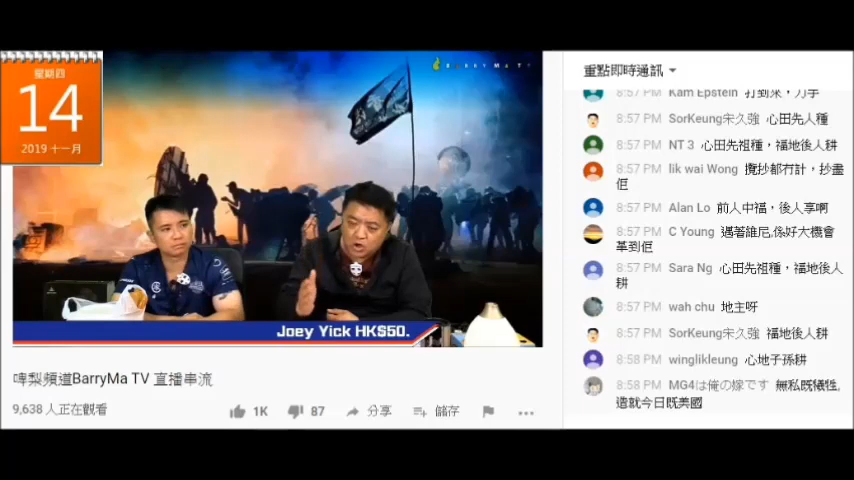 星期四
14
2019 十一月
BARRYMA TV
Joey Yick HK$50.
啤梨頻道BarryMa TV 直播串流
9,638 人正在觀看
1K
87
分享
儲存
重點即時通訊
8:57 PM Kam Epstein 打到來，刀手
8:57 PM SorKeung宋久強 心田先人種
8:57 PM NT 3 心田先祖種，福地後人耕
8:57 PM lik wai Wong 攬抄都冇計，抄盡
佢
8:57 PM Alan Lo 前人中福，後人享啊
8:57 PM C Young 遇著維尼,係好大機會
革到佢
8:57 PM Sara Ng 心田先祖種，福地後人
耕
8:57 PM wah chu 地主呀
8:57 PM SorKeung宋久強 福地後人耕
8:58 PM winglikleung 心地子孫耕
8:58 PM MG4は俺の嫁です 無私既犧牲,
造就今日既美國